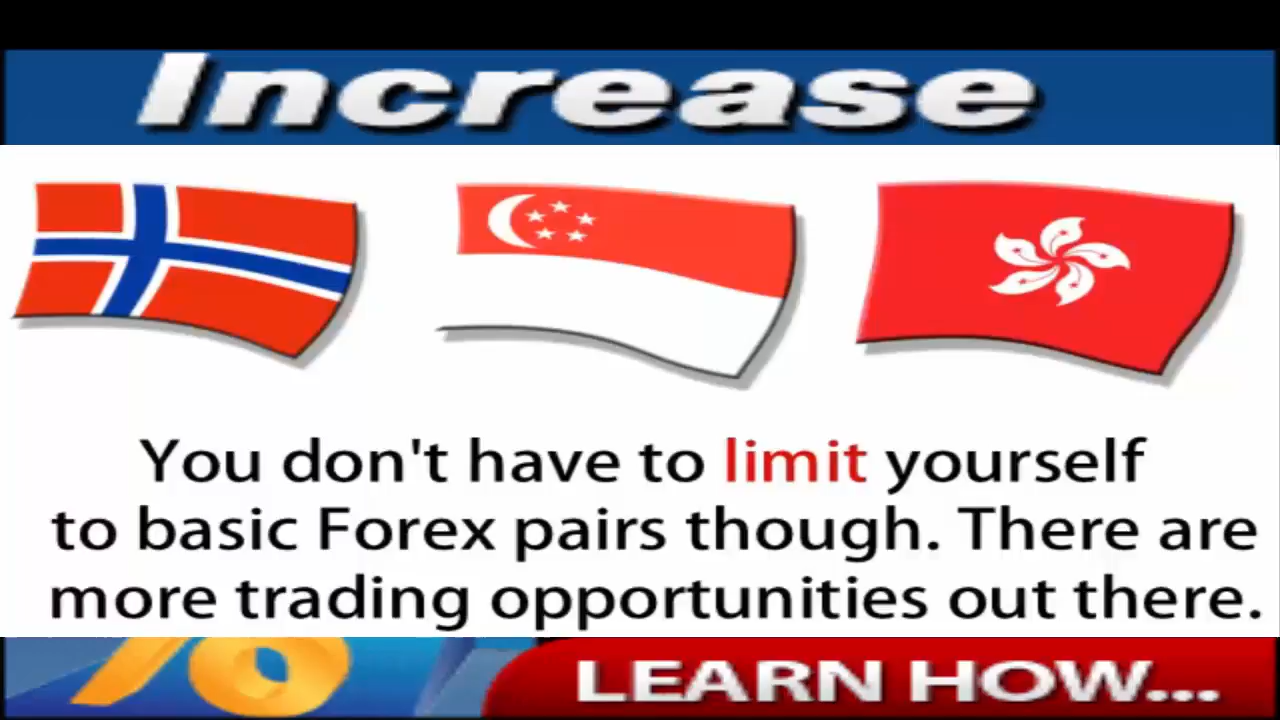 Increase
You don't have to limit yourself
to basic Forex pairs though. There are
more trading opportunities out there.
%
LEARN HOW...